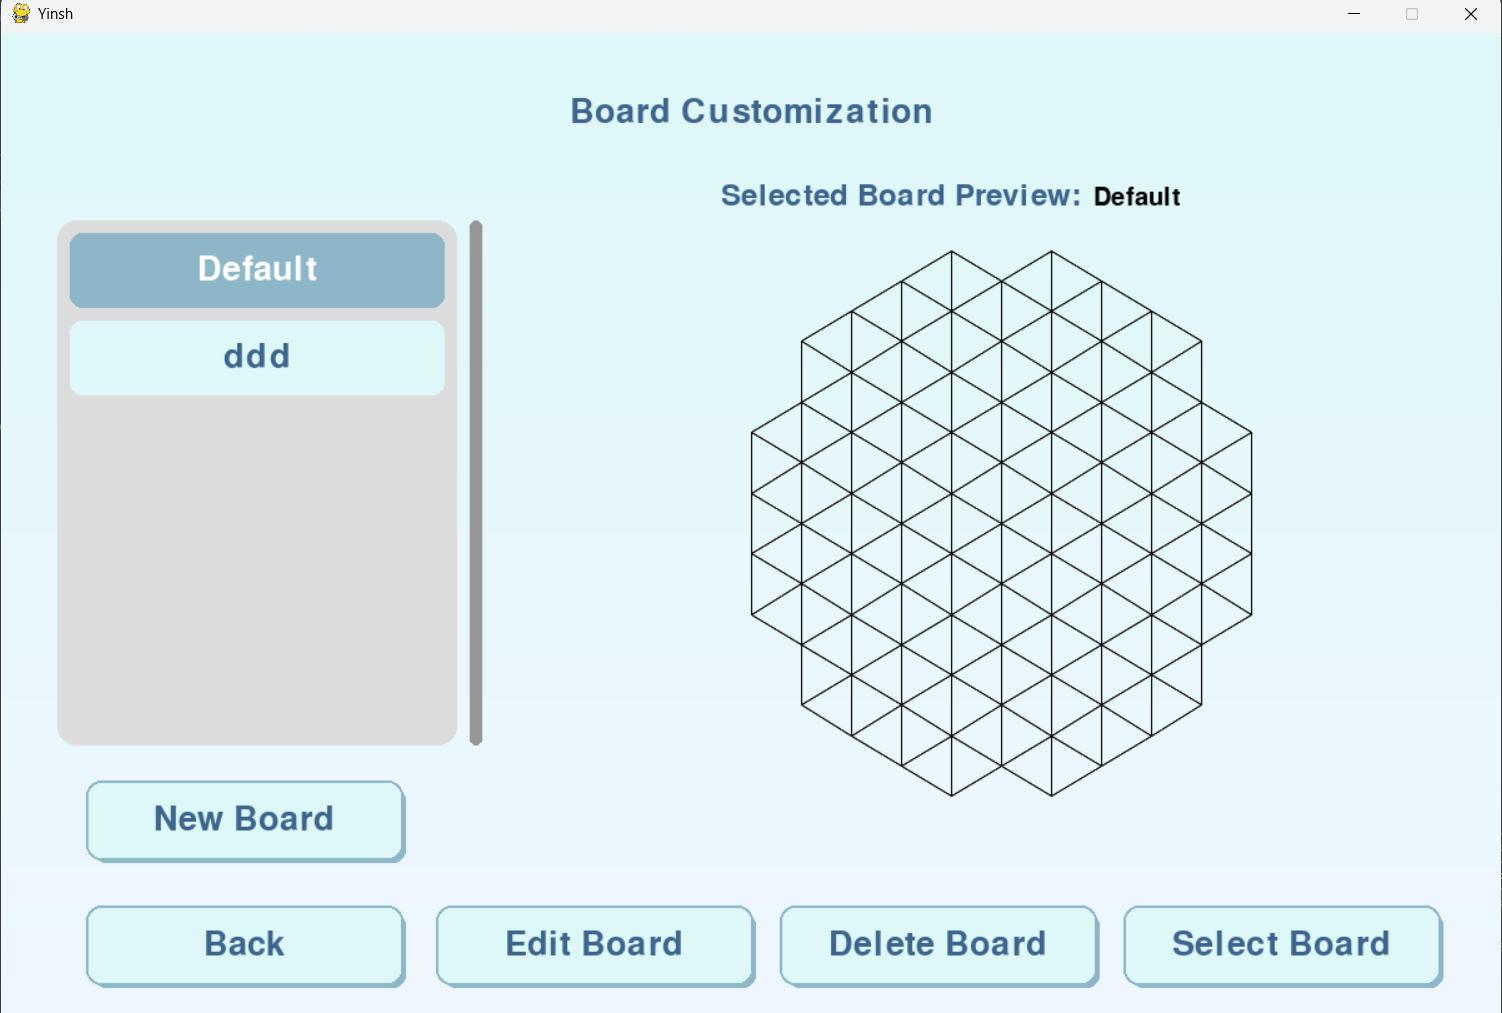 Yinsh
Board Customization
Selected Board Preview: Default
Default
ddd
New Board
Back
Edit Board
Delete Board
Select Board